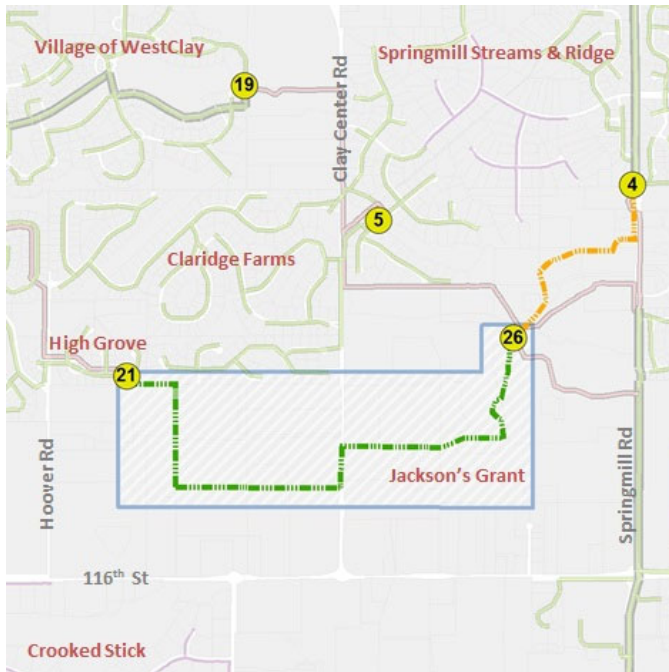 Village of WestClay
Springmill Streams & Ridge
19
Clay Center Rd
4
5
Claridge Farms
26
High Grove
21
Jackson's Grant
Hoover Rd
Springmill Rd
116th St
Crooked Stick